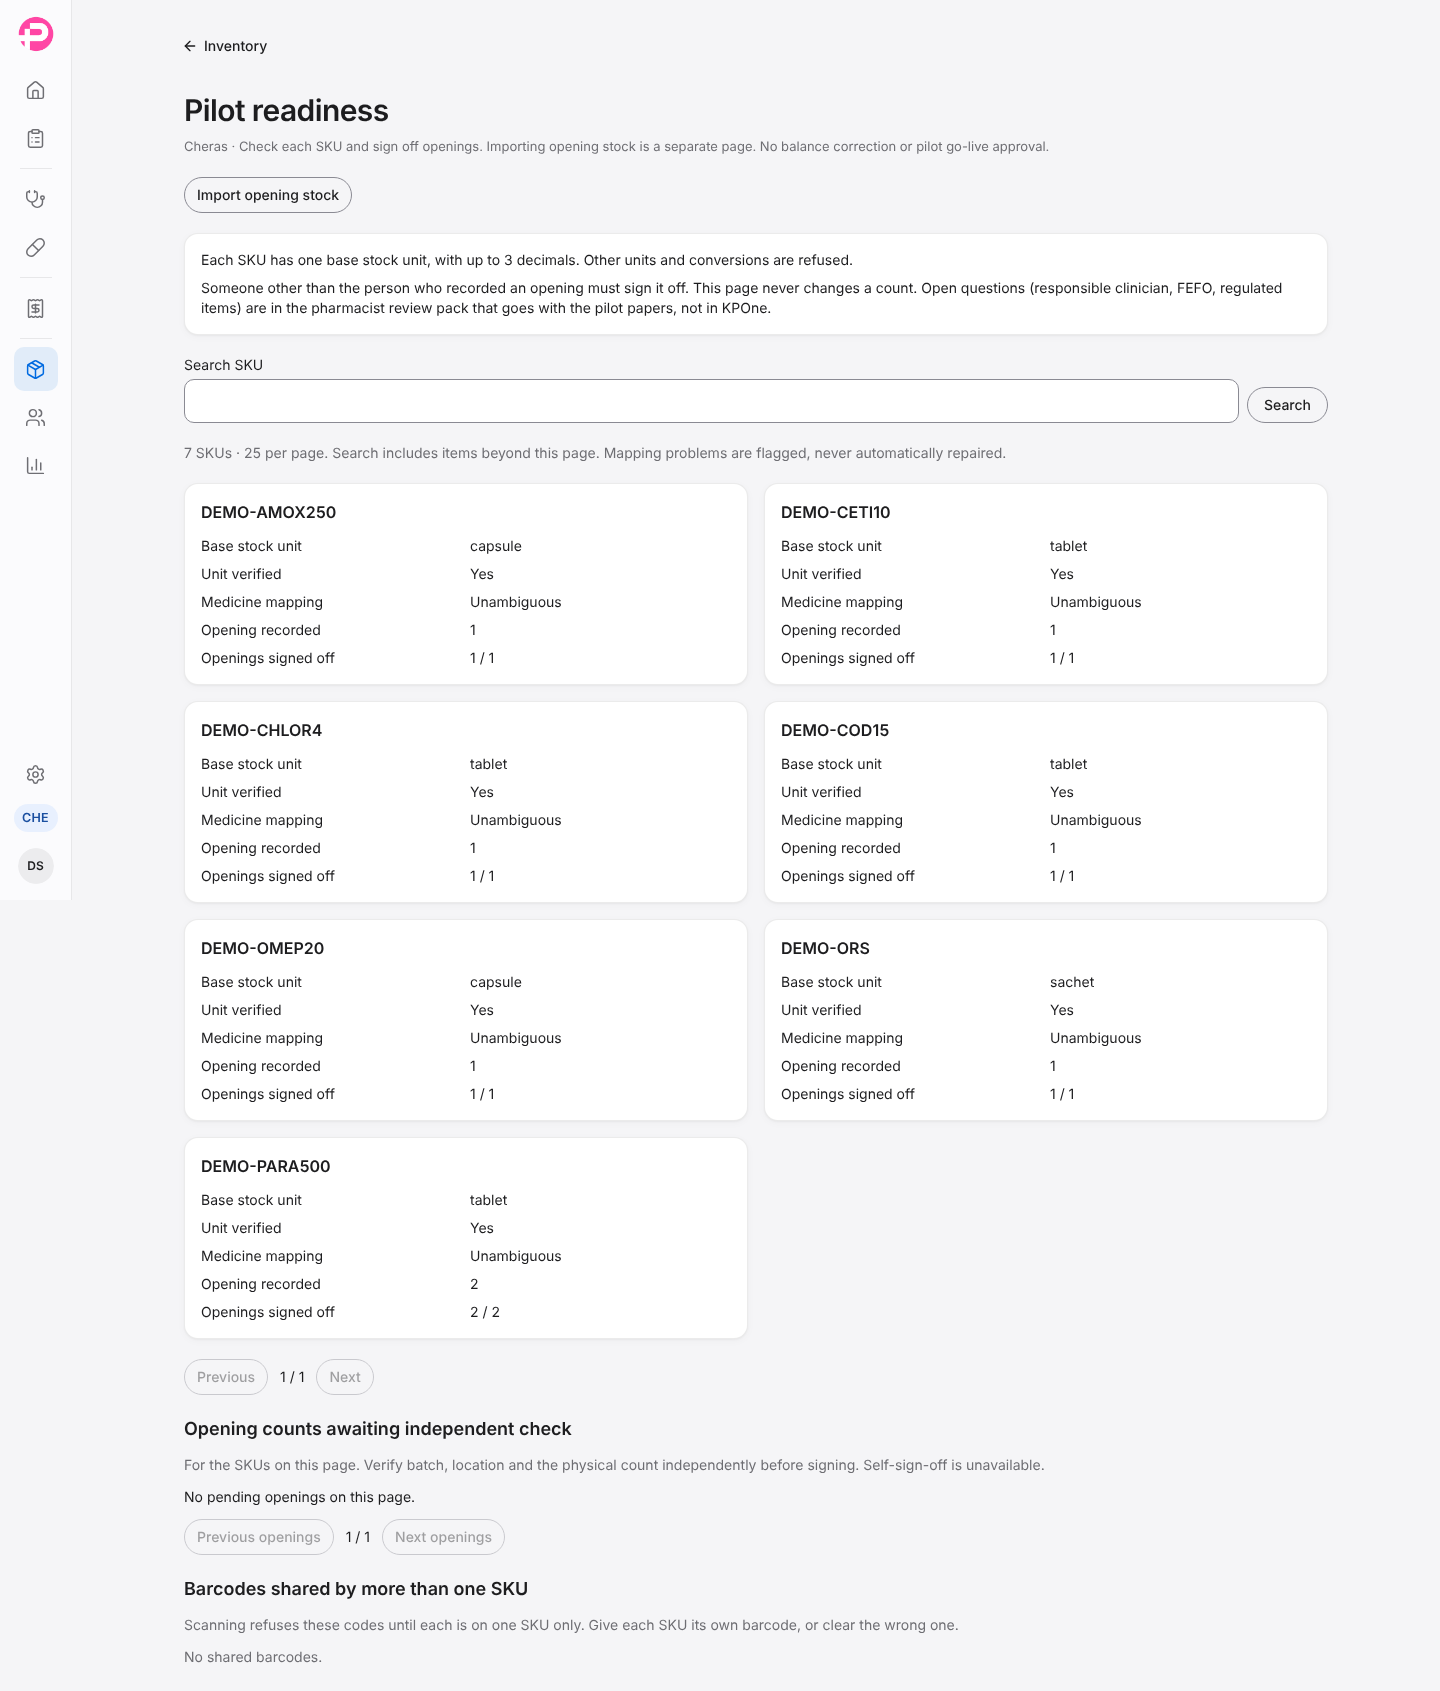 Inventory
Pilot readiness
Cheras · Check each SKU and sign off openings. Importing opening stock is a separate page. No balance correction or pilot go-live approval.
Import opening stock
Each SKU has one base stock unit, with up to 3 decimals. Other units and conversions are refused.
Someone other than the person who recorded an opening must sign it off. This page never changes a count. Open questions (responsible clinician, FEFO, regulated
items) are in the pharmacist review pack that goes with the pilot papers, not in KPOne.
Search SKU
Search
7 SKUs · 25 per page. Search includes items beyond this page. Mapping problems are flagged, never automatically repaired.
DEMO-AMOX250
Base stock unit capsule
Unit verified Yes
Medicine mapping Unambiguous
Opening recorded 1
Openings signed off 1 / 1
DEMO-CETI10
Base stock unit tablet
Unit verified Yes
Medicine mapping Unambiguous
Opening recorded 1
Openings signed off 1 / 1
DEMO-CHLOR4
Base stock unit tablet
Unit verified Yes
Medicine mapping Unambiguous
Opening recorded 1
Openings signed off 1 / 1
DEMO-COD15
Base stock unit tablet
Unit verified Yes
Medicine mapping Unambiguous
Opening recorded 1
Openings signed off 1 / 1
DEMO-OMEP20
Base stock unit capsule
Unit verified Yes
Medicine mapping Unambiguous
Opening recorded 1
Openings signed off 1 / 1
DEMO-ORS
Base stock unit sachet
Unit verified Yes
Medicine mapping Unambiguous
Opening recorded 1
Openings signed off 1 / 1
DEMO-PARA500
Base stock unit tablet
Unit verified Yes
Medicine mapping Unambiguous
Opening recorded 2
Openings signed off 2 / 2
Previous 1 / 1 Next
Opening counts awaiting independent check
For the SKUs on this page. Verify batch, location and the physical count independently before signing. Self-sign-off is unavailable.
No pending openings on this page.
Previous openings 1 / 1 Next openings
Barcodes shared by more than one SKU
Scanning refuses these codes until each is on one SKU only. Give each SKU its own barcode, or clear the wrong one.
No shared barcodes.
CHE
DS